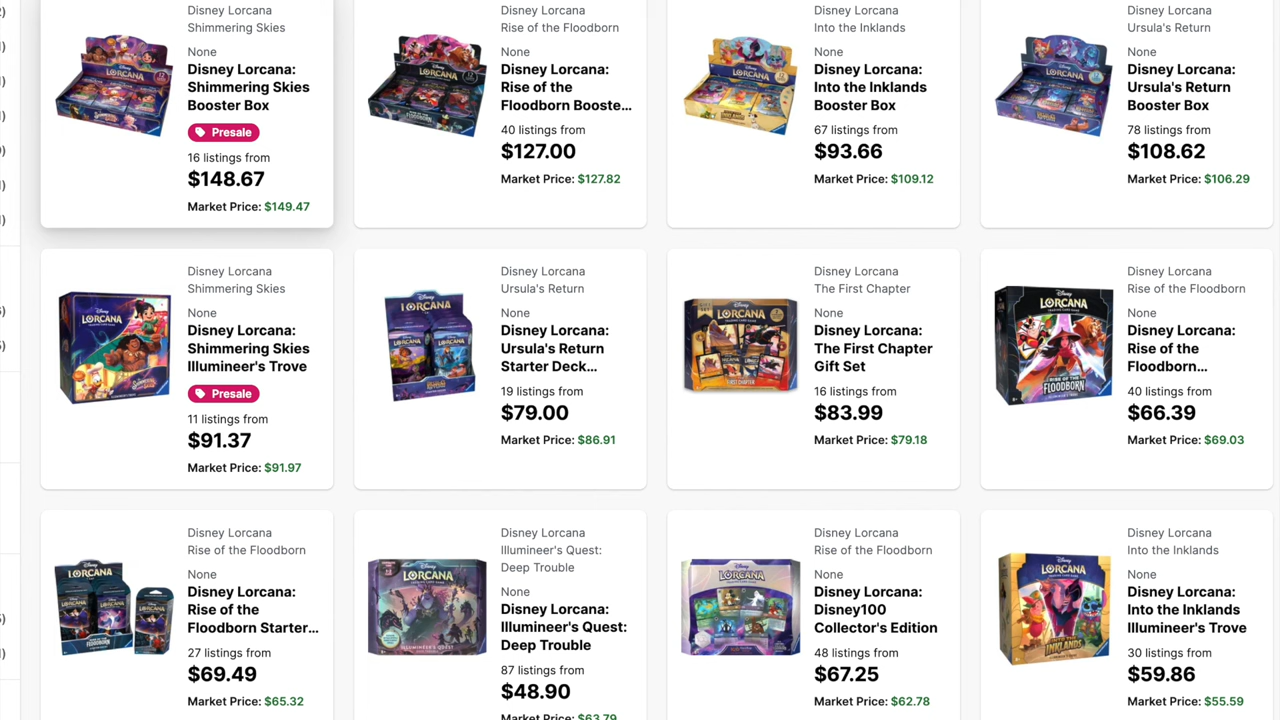 Disney Lorcana
Shimmering Skies
None
Disney Lorcana:
Shimmering Skies
Booster Box
Presale
16 listings from
$148.67
Market Price: $149.47
Disney Lorcana
Rise of the Floodborn
None
Disney Lorcana:
Rise of the
Floodborn Booste...
40 listings from
$127.00
Market Price: $127.82
Disney Lorcana
Into the Inklands
None
Disney Lorcana:
Into the Inklands
Booster Box
67 listings from
$93.66
Market Price: $109.12
Disney Lorcana
Ursula's Return
None
Disney Lorcana:
Ursula's Return
Booster Box
78 listings from
$108.62
Market Price: $106.29
Disney Lorcana
Shimmering Skies
None
Disney Lorcana:
Shimmering Skies
Illumineer's Trove
Presale
11 listings from
$91.37
Market Price: $91.97
Disney Lorcana
Ursula's Return
None
Disney Lorcana:
Ursula's Return
Starter Deck...
19 listings from
$79.00
Market Price: $86.91
Disney Lorcana
The First Chapter
None
Disney Lorcana:
The First Chapter
Gift Set
16 listings from
$83.99
Market Price: $79.18
Disney Lorcana
Rise of the Floodborn
None
Disney Lorcana:
Rise of the
Floodborn...
40 listings from
$66.39
Market Price: $69.03
Disney Lorcana
Rise of the Floodborn
None
Disney Lorcana:
Rise of the
Floodborn Starter...
27 listings from
$69.49
Market Price: $65.32
Disney Lorcana
Illumineer's Quest:
Deep Trouble
None
Disney Lorcana:
Illumineer's Quest:
Deep Trouble
87 listings from
$48.90
Market Price: $63.79
Disney Lorcana
Rise of the Floodborn
None
Disney Lorcana:
Disney100
Collector's Edition
48 listings from
$67.25
Market Price: $62.78
Disney Lorcana
Into the Inklands
None
Disney Lorcana:
Into the Inklands
Illumineer's Trove
30 listings from
$59.86
Market Price: $55.59